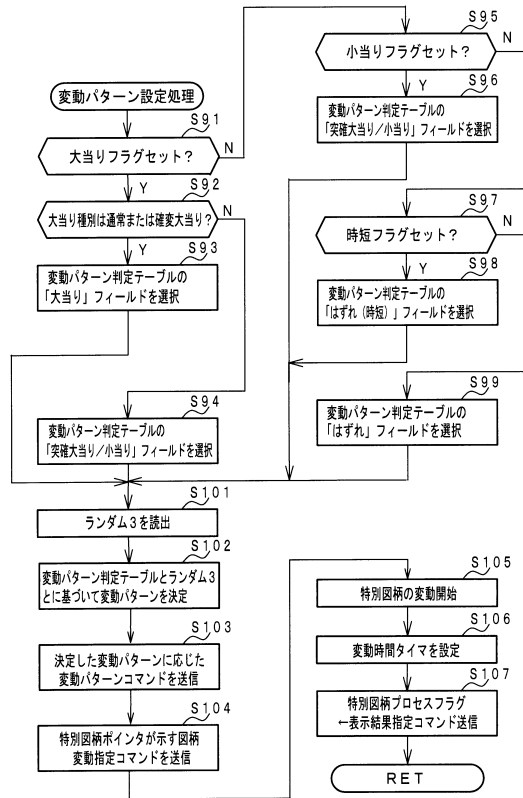 変動パターン設定処理
S91
大当りフラグセット？
N
Y
S92
大当り種別は通常または確変大当り？
N
Y
S93
変動パターン判定テーブルの
「大当り」フィールドを選択
S94
変動パターン判定テーブルの
「突確大当り／小当り」フィールドを選択
S95
小当りフラグセット？
N
Y
S96
変動パターン判定テーブルの
「突確大当り／小当り」フィールドを選択
S97
時短フラグセット？
N
Y
S98
変動パターン判定テーブルの
「はずれ（時短）」フィールドを選択
S99
変動パターン判定テーブルの
「はずれ」フィールドを選択
S101
ランダム３を読出
S102
変動パターン判定テーブルとランダム３
とに基づいて変動パターンを決定
S103
決定した変動パターンに応じた
変動パターンコマンドを送信
S104
特別図柄ポインタが示す図柄
変動指定コマンドを送信
S105
特別図柄の変動開始
S106
変動時間タイマを設定
S107
特別図柄プロセスフラグ
←表示結果指定コマンド送信
RET